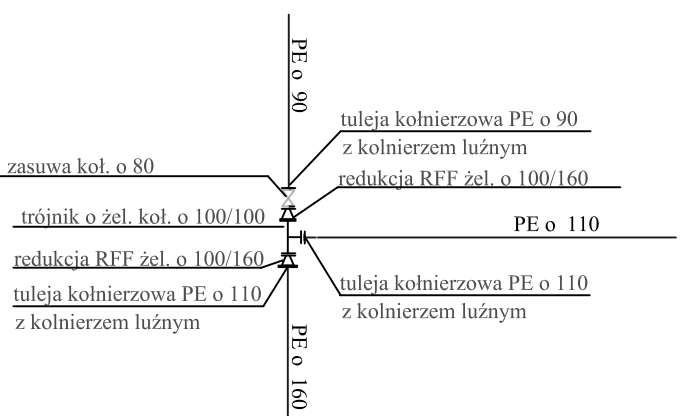 PE o 90
tuleja kołnierzowa PE o 90
z kolnierzem luźnym
zasuwa koł. o 80
redukcja RFF żel. o 100/160
trójnik o żel. koł. o 100/100
PE o 110
redukcja RFF żel. o 100/160
tuleja kołnierzowa PE o 110
z kolnierzem luźnym
tuleja kołnierzowa PE o 110
z kolnierzem luźnym
PE o 160